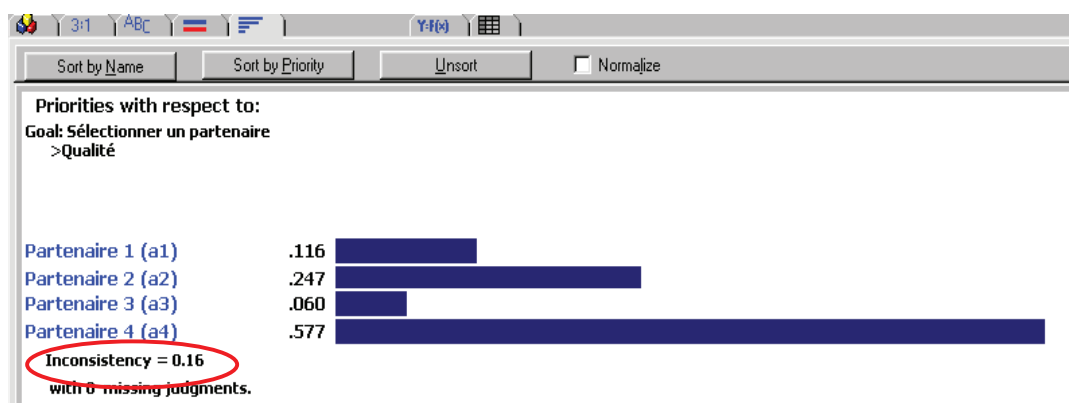 3:1 ABC Y=F(x)
Sort by Name Sort by Priority Unsort Normalize
Priorities with respect to:
Goal: Sélectionner un partenaire
>Qualité
Partenaire 1 (a1) .116
Partenaire 2 (a2) .247
Partenaire 3 (a3) .060
Partenaire 4 (a4) .577
Inconsistency = 0.16
with 0 missing judgments.